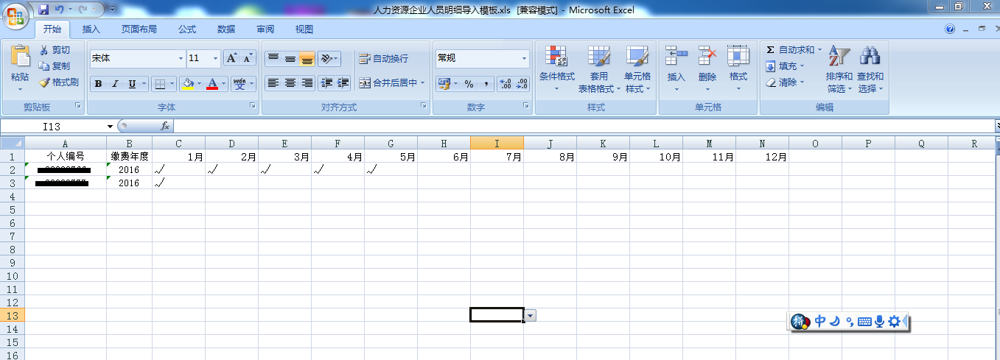 人力资源企业人员明细导入模板.xls [兼容模式] - Microsoft Excel
开始 插入 页面布局 公式 数据 审阅 视图
粘贴 剪切 复制 格式刷 剪贴板
宋体 11 A A B I U A wén 变 字体
自动换行 合并后居中 对齐方式
常规 % , .0 .00 .00 .0 数字
条件格式 套用表格格式 单元格样式 样式
插入 删除 格式 单元格
Σ 自动求和 填充 清除 排序和筛选 查找和选择 编辑
I13 fx
A B C D E F G H I J K L M N O P Q R
1 个人编号 缴费年度 1月 2月 3月 4月 5月 6月 7月 8月 9月 10月 11月 12月
2 2016 √ √ √ √ √
3 2016 √
4
5
6
7
8
9
10
11
12
13
14
15
16
中